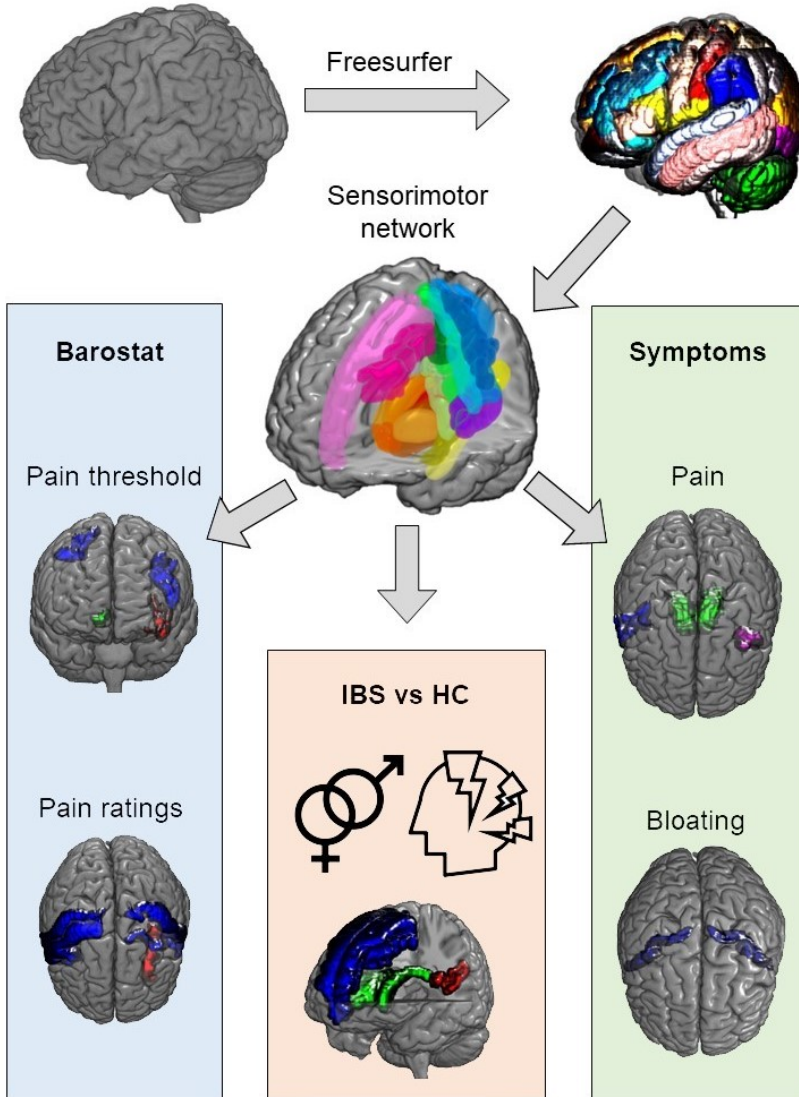 Freesurfer
Sensorimotor
network
Barostat
Symptoms
Pain threshold
Pain
IBS vs HC
Pain ratings
Bloating